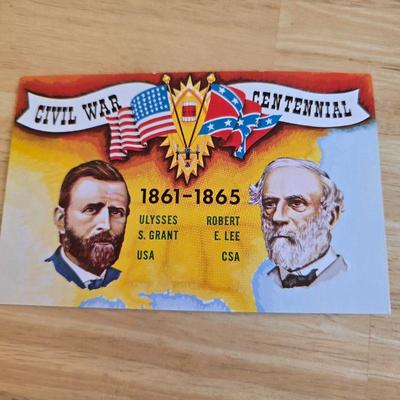 CIVIL WAR CENTENNIAL
1861-1865
ULYSSES ROBERT
S. GRANT E. LEE
USA CSA